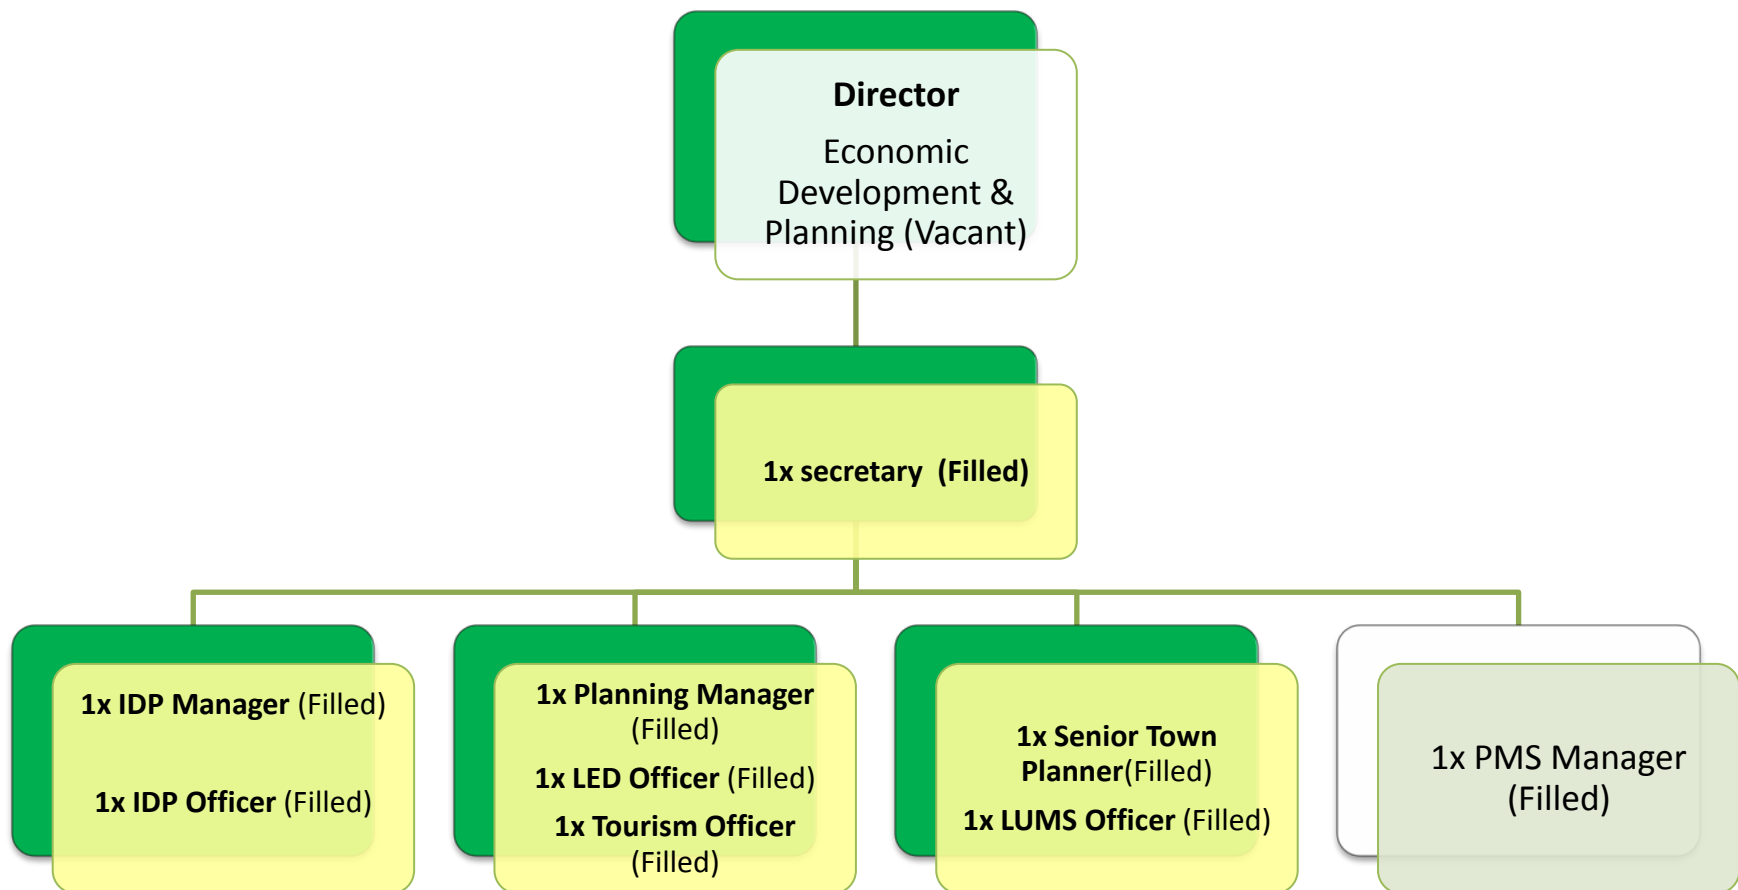 Director
Economic
Development &
Planning (Vacant)
1x secretary  (Filled)
1x IDP Manager (Filled)
1x IDP Officer (Filled)
1x Planning Manager
(Filled)
1x LED Officer (Filled)
1x Tourism Officer
(Filled)
1x Senior Town
Planner(Filled)
1x LUMS Officer (Filled)
1x PMS Manager
(Filled)